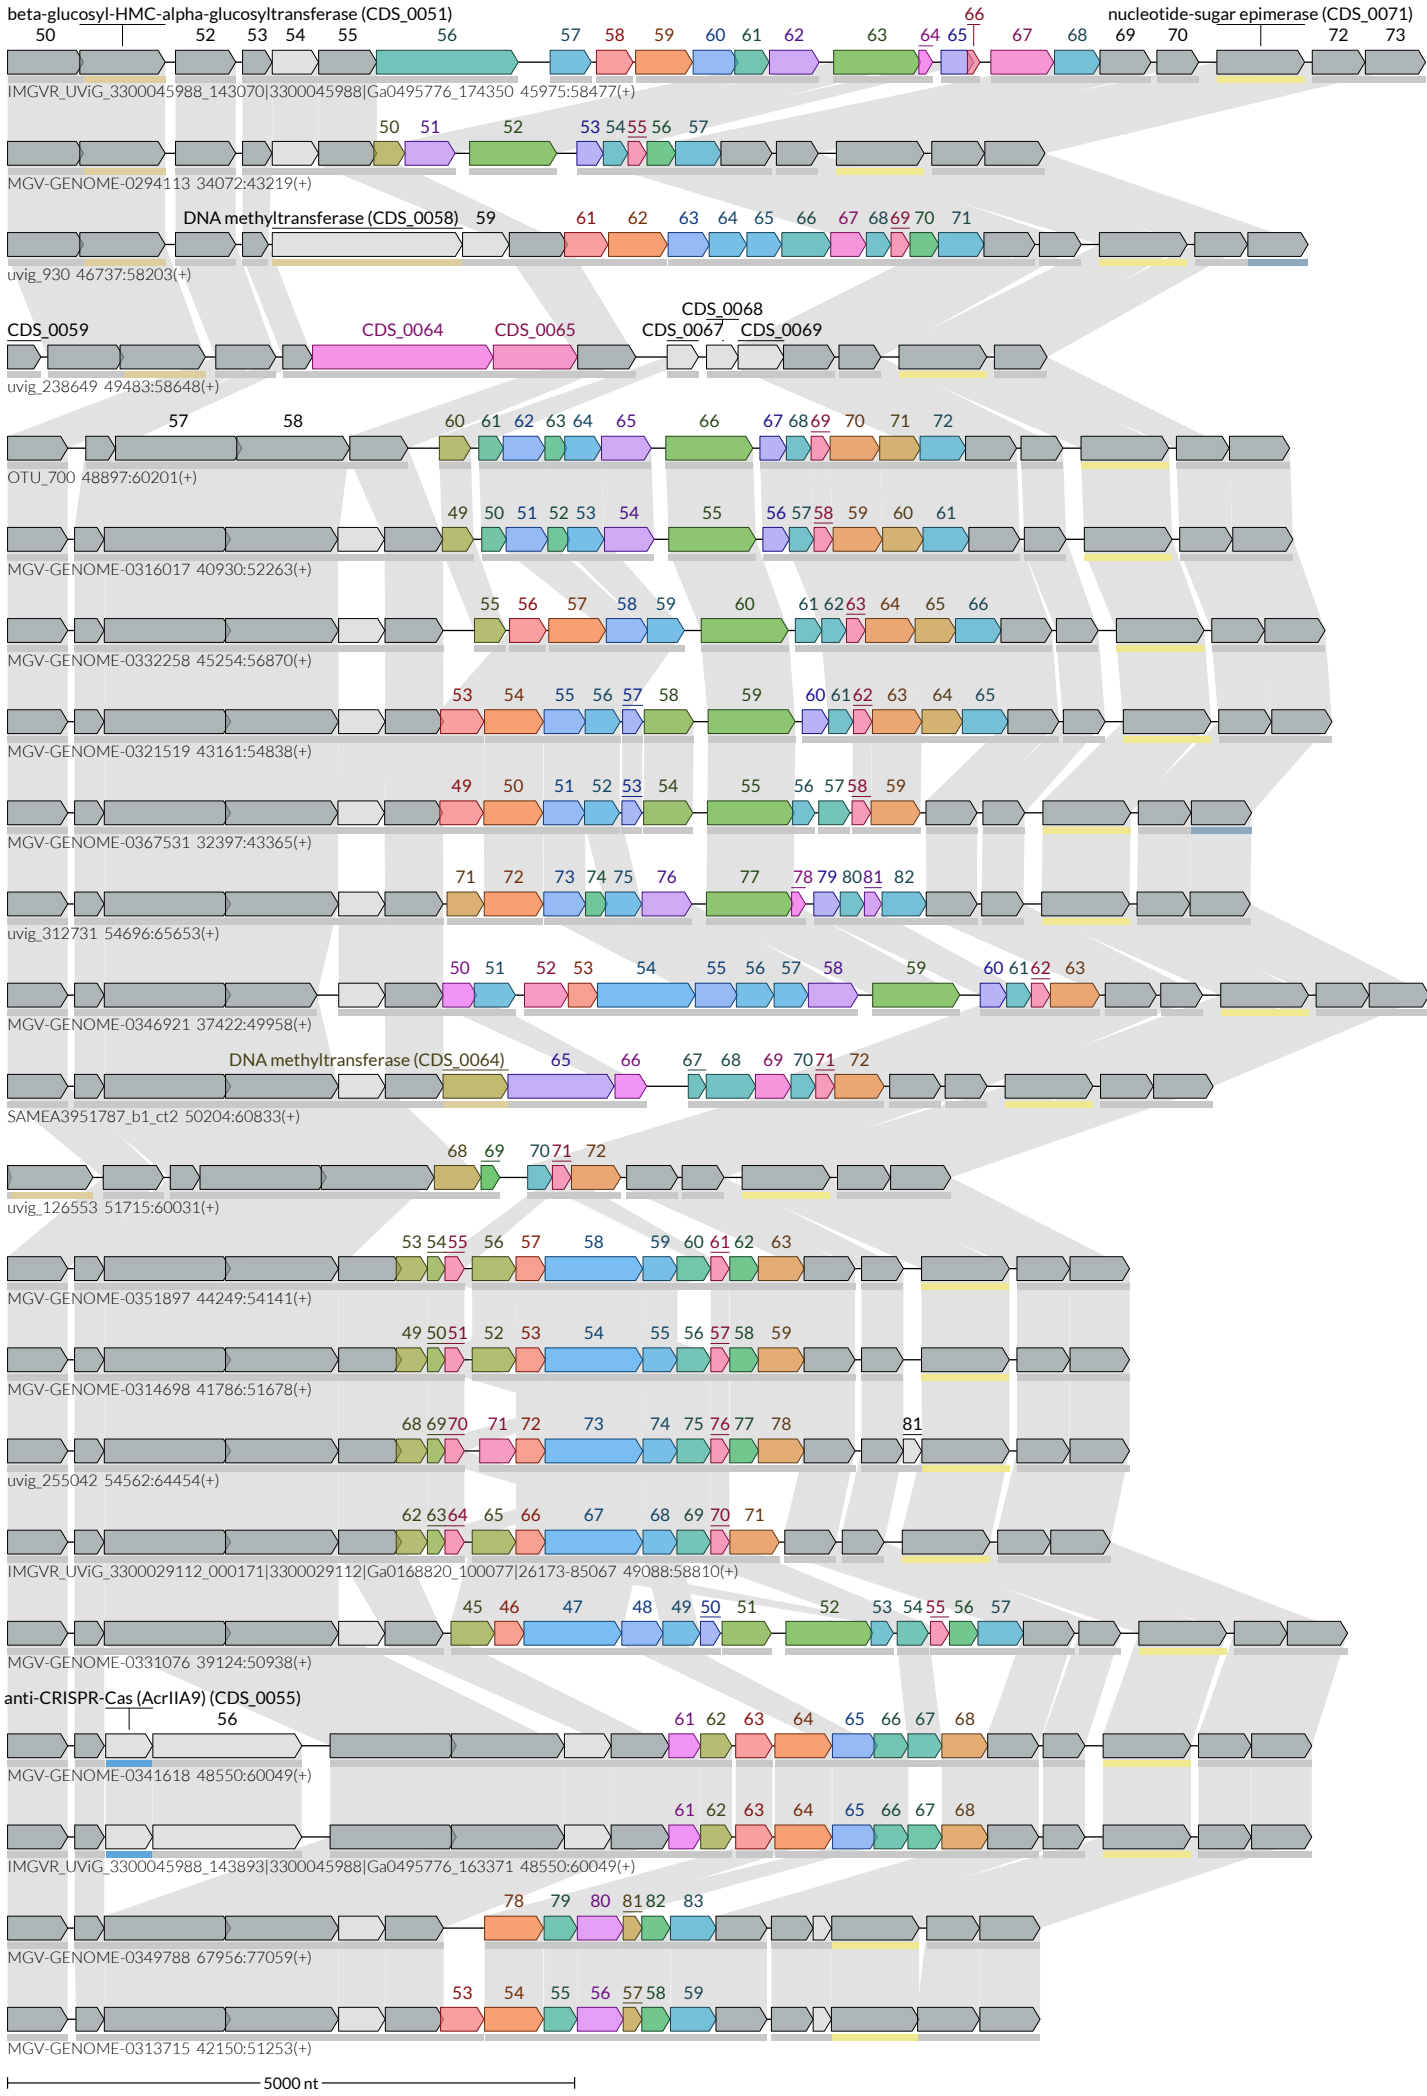 beta-glucosyl-HMC-alpha-glucosyltransferase (CDS_0051) 66 nucleotide-sugar epimerase (CDS_0071)
50 52 53 54 55 56 57 58 59 60 61 62 63 64 65 67 68 69 70 72 73
IMGVR_UViG_3300045988_143070|3300045988|Ga0495776_174350 45975:58477(+)
50 51 52 53 54 55 56 57
MGV-GENOME-0294113 34072:43219(+)
DNA methyltransferase (CDS_0058) 59 61 62 63 64 65 66 67 68 69 70 71
uvig_930 46737:58203(+)
CDS_0068
CDS_0059 CDS_0064 CDS_0065 CDS_0067 CDS_0069
uvig_238649 49483:58648(+)
57 58 60 61 62 63 64 65 66 67 68 69 70 71 72
OTU_700 48897:60201(+)
49 50 51 52 53 54 55 56 57 58 59 60 61
MGV-GENOME-0316017 40930:52263(+)
55 56 57 58 59 60 61 62 63 64 65 66
MGV-GENOME-0332258 45254:56870(+)
53 54 55 56 57 58 59 60 61 62 63 64 65
MGV-GENOME-0321519 43161:54838(+)
49 50 51 52 53 54 55 56 57 58 59
MGV-GENOME-0367531 32397:43365(+)
71 72 73 74 75 76 77 78 79 80 81 82
uvig_312731 54696:65653(+)
50 51 52 53 54 55 56 57 58 59 60 61 62 63
MGV-GENOME-0346921 37422:49958(+)
DNA methyltransferase (CDS_0064) 65 66 67 68 69 70 71 72
SAMEA3951787_b1_ct2 50204:60833(+)
68 69 70 71 72
uvig_126553 51715:60031(+)
53 54 55 56 57 58 59 60 61 62 63
MGV-GENOME-0351897 44249:54141(+)
49 50 51 52 53 54 55 56 57 58 59
MGV-GENOME-0314698 41786:51678(+)
68 69 70 71 72 73 74 75 76 77 78 81
uvig_255042 54562:64454(+)
62 63 64 65 66 67 68 69 70 71
IMGVR_UViG_3300029112_000171|3300029112|Ga0168820_100077|26173-85067 49088:58810(+)
45 46 47 48 49 50 51 52 53 54 55 56 57
MGV-GENOME-0331076 39124:50938(+)
anti-CRISPR-Cas (AcrIIA9) (CDS_0055)
56 61 62 63 64 65 66 67 68
MGV-GENOME-0341618 48550:60049(+)
61 62 63 64 65 66 67 68
IMGVR_UViG_3300045988_143893|3300045988|Ga0495776_163371 48550:60049(+)
78 79 80 81 82 83
MGV-GENOME-0349788 67956:77059(+)
53 54 55 56 57 58 59
MGV-GENOME-0313715 42150:51253(+)
5000 nt